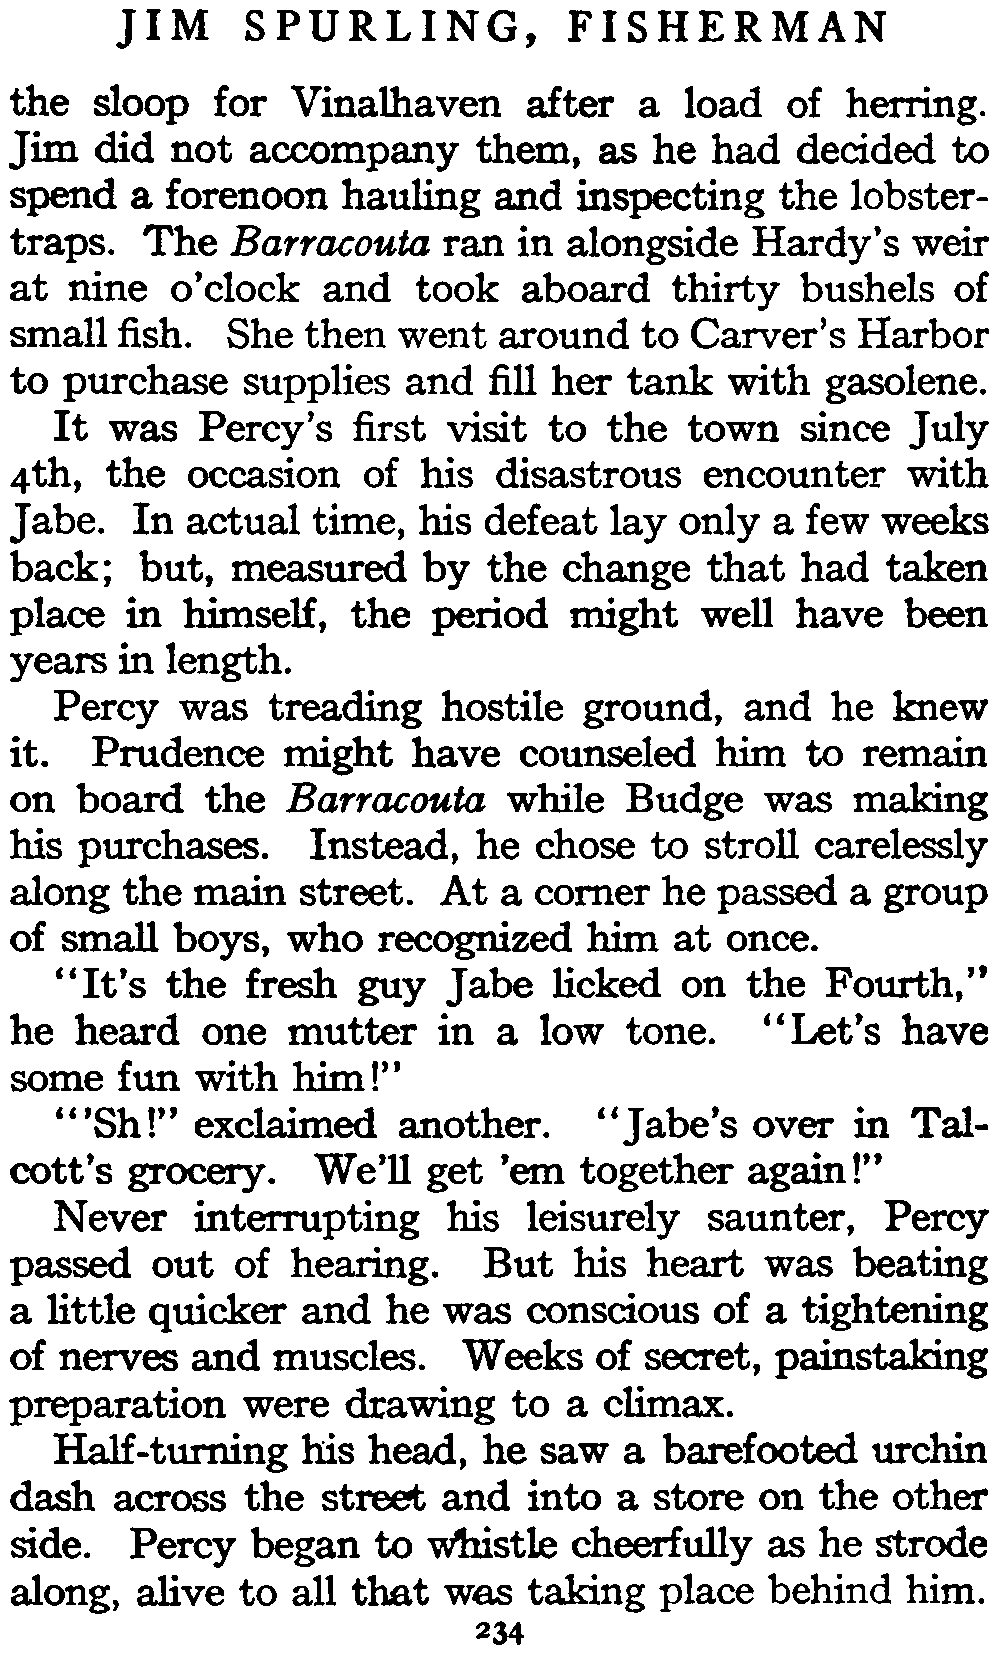 JIM SPURLING, FISHERMAN
the sloop for Vinalhaven after a load of herring.
Jim did not accompany them, as he had decided to
spend a forenoon hauling and inspecting the lobster-
traps. The Barracouta ran in alongside Hardy's weir
at nine o'clock and took aboard thirty bushels of
small fish. She then went around to Carver's Harbor
to purchase supplies and fill her tank with gasolene.
It was Percy's first visit to the town since July
4th, the occasion of his disastrous encounter with
Jabe. In actual time, his defeat lay only a few weeks
back; but, measured by the change that had taken
place in himself, the period might well have been
years in length.
Percy was treading hostile ground, and he knew
it. Prudence might have counseled him to remain
on board the Barracouta while Budge was making
his purchases. Instead, he chose to stroll carelessly
along the main street. At a corner he passed a group
of small boys, who recognized him at once.
"It's the fresh guy Jabe licked on the Fourth,"
he heard one mutter in a low tone. "Let's have
some fun with him!"
"'Sh!" exclaimed another. "Jabe's over in Tal-
cott's grocery. We'll get 'em together again!"
Never interrupting his leisurely saunter, Percy
passed out of hearing. But his heart was beating
a little quicker and he was conscious of a tightening
of nerves and muscles. Weeks of secret, painstaking
preparation were drawing to a climax.
Half-turning his head, he saw a barefooted urchin
dash across the street and into a store on the other
side. Percy began to whistle cheerfully as he strode
along, alive to all that was taking place behind him.
234